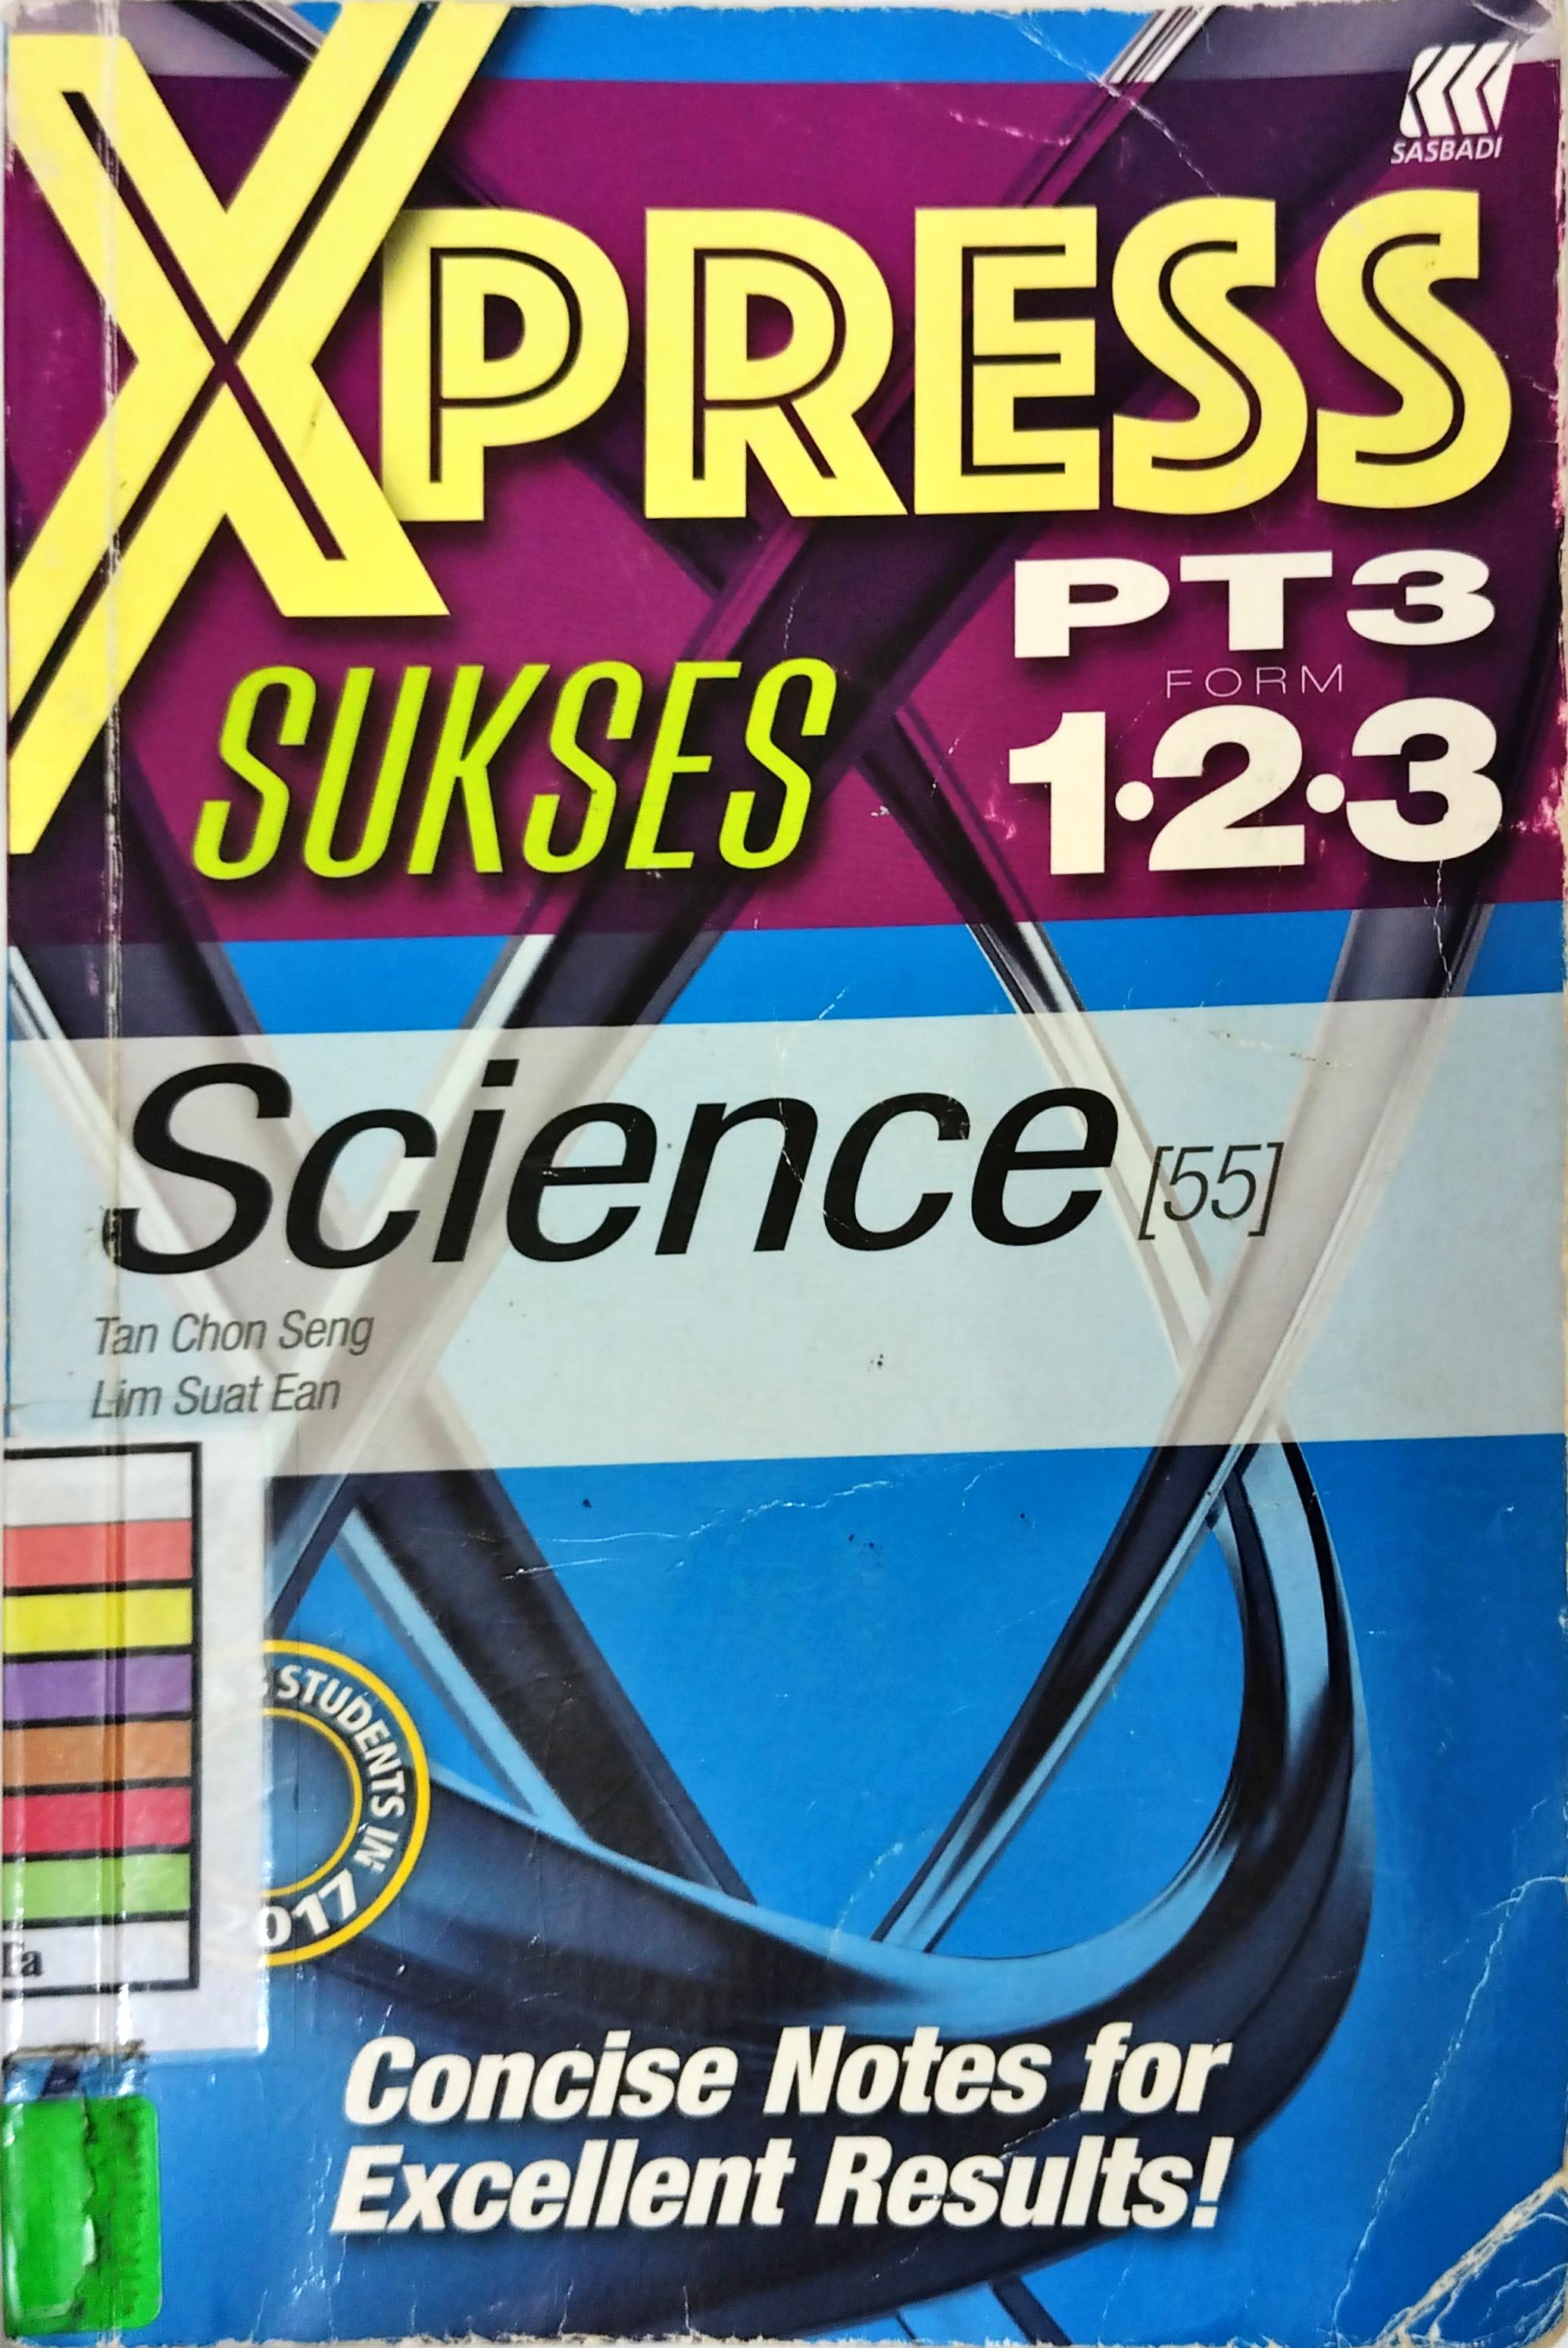 SASBADI
XPRESS
SUKSES
PT3
FORM
1·2·3
Science [55]
Tan Chon Seng
Lim Suat Ean
STUDENTS IN
017
Concise Notes for
Excellent Results!